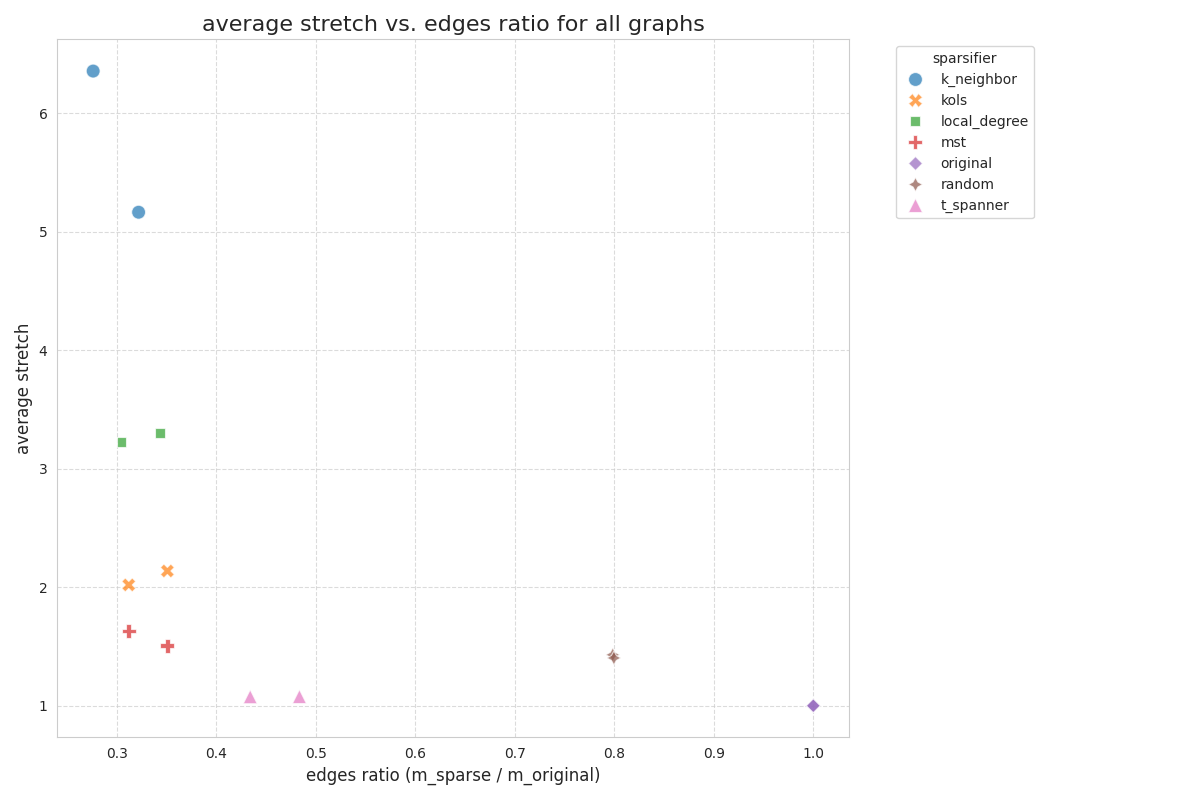 average stretch vs. edges ratio for all graphs
sparsifier
k_neighbor
kols
local_degree
mst
original
random
t_spanner
6
5
4
3
2
1
average stretch
0.3 0.4 0.5 0.6 0.7 0.8 0.9 1.0
edges ratio (m_sparse / m_original)